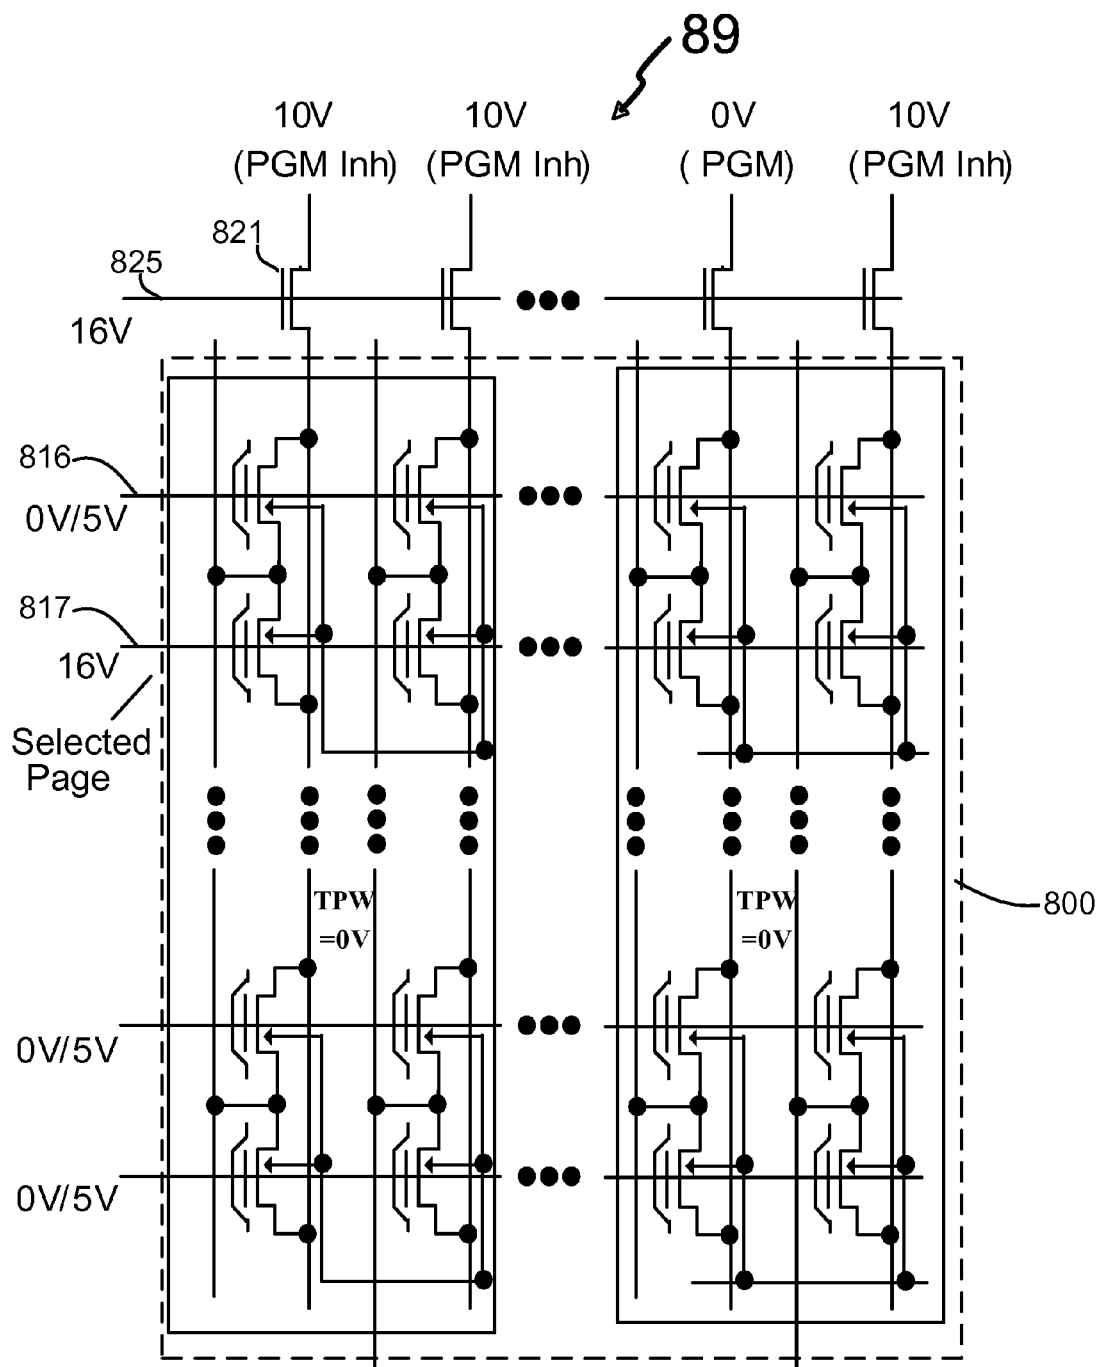 89
10V
(PGM Inh)
10V
(PGM Inh)
0V
( PGM)
10V
(PGM Inh)
821
825
16V
816
0V/5V
817
16V
Selected
Page
TPW
=0V
TPW
=0V
800
0V/5V
0V/5V